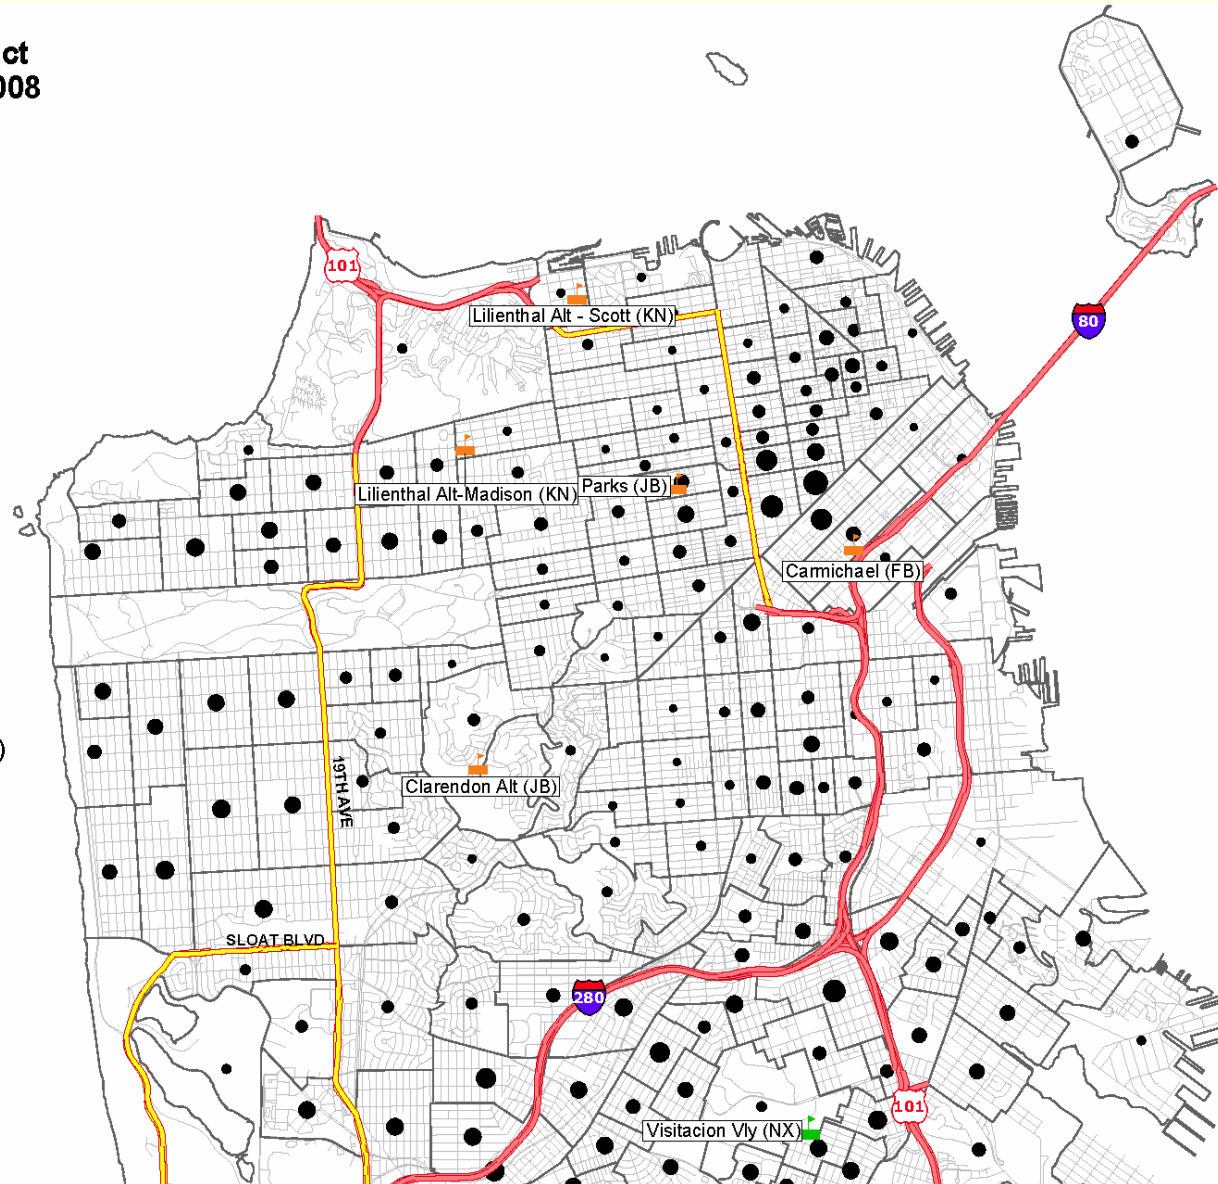 ct
008
101
80
Lilienthal Alt - Scott (KN)
Lilienthal Alt-Madison (KN)
Parks (JB)
Carmichael (FB)
)
19TH AVE
Clarendon Alt (JB)
SLOAT BLVD
280
101
Visitacion Vly (NX)